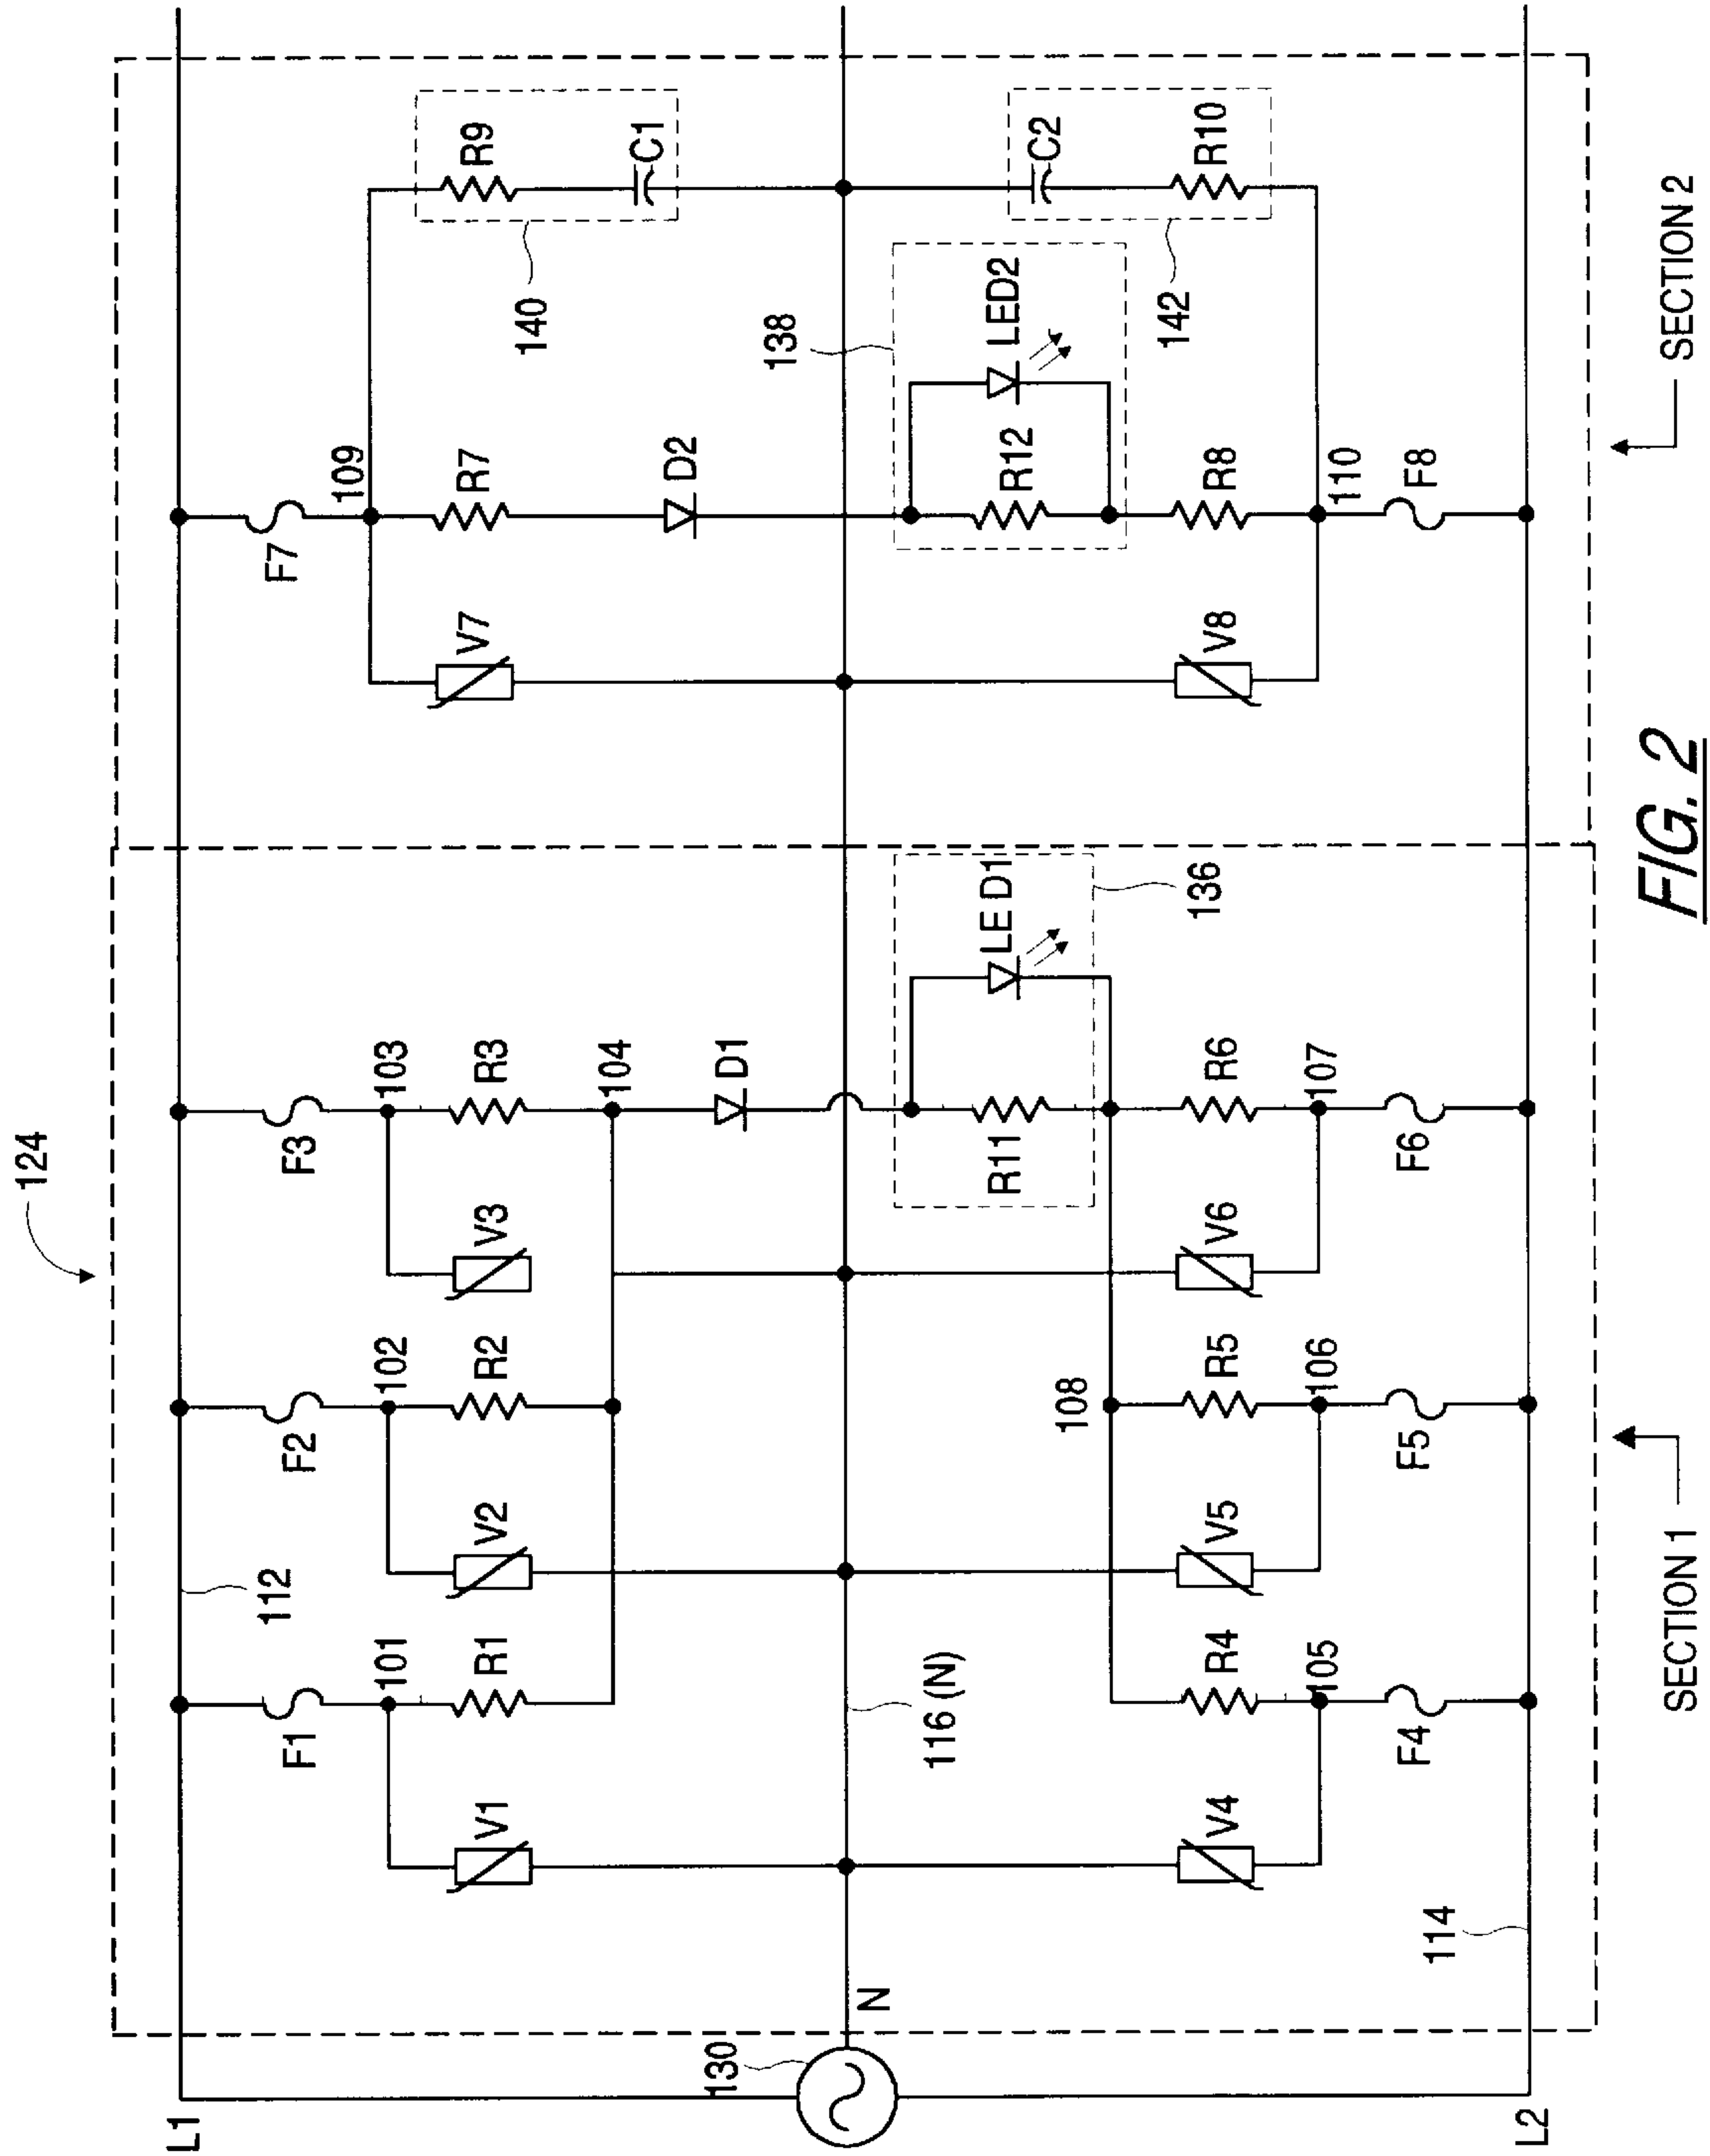 124
L1
L2
N
130
112
114
116 (N)
F1
F2
F3
101
102
103
V1
R1
V2
R2
V3
R3
104
D1
LE D1
R11
136
108
V4
R4
V5
R5
V6
R6
105
106
107
F4
F5
F6
SECTION 1
F7
109
V7
R7
R9
C1
140
D2
138
LED2
R12
C2
R10
142
V8
R8
110
F8
SECTION 2
FIG. 2